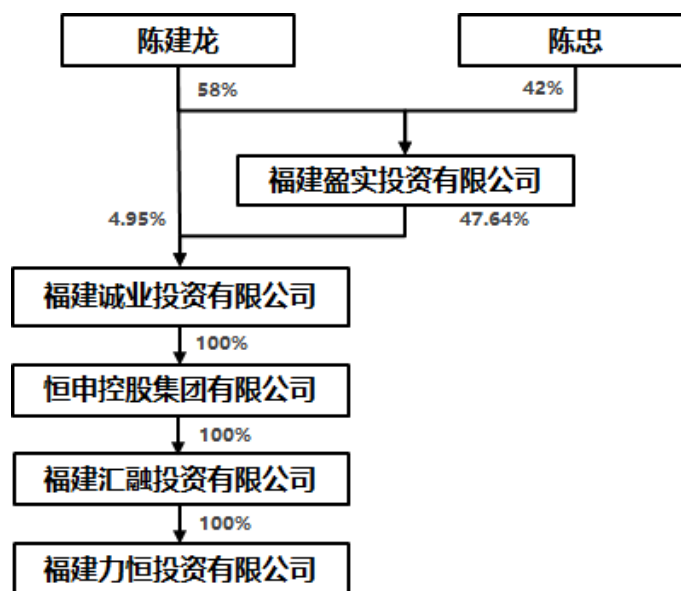 陈建龙
陈忠
58%
42%
福建盈实投资有限公司
4.95%
47.64%
福建诚业投资有限公司
100%
恒申控股集团有限公司
100%
福建汇融投资有限公司
100%
福建力恒投资有限公司